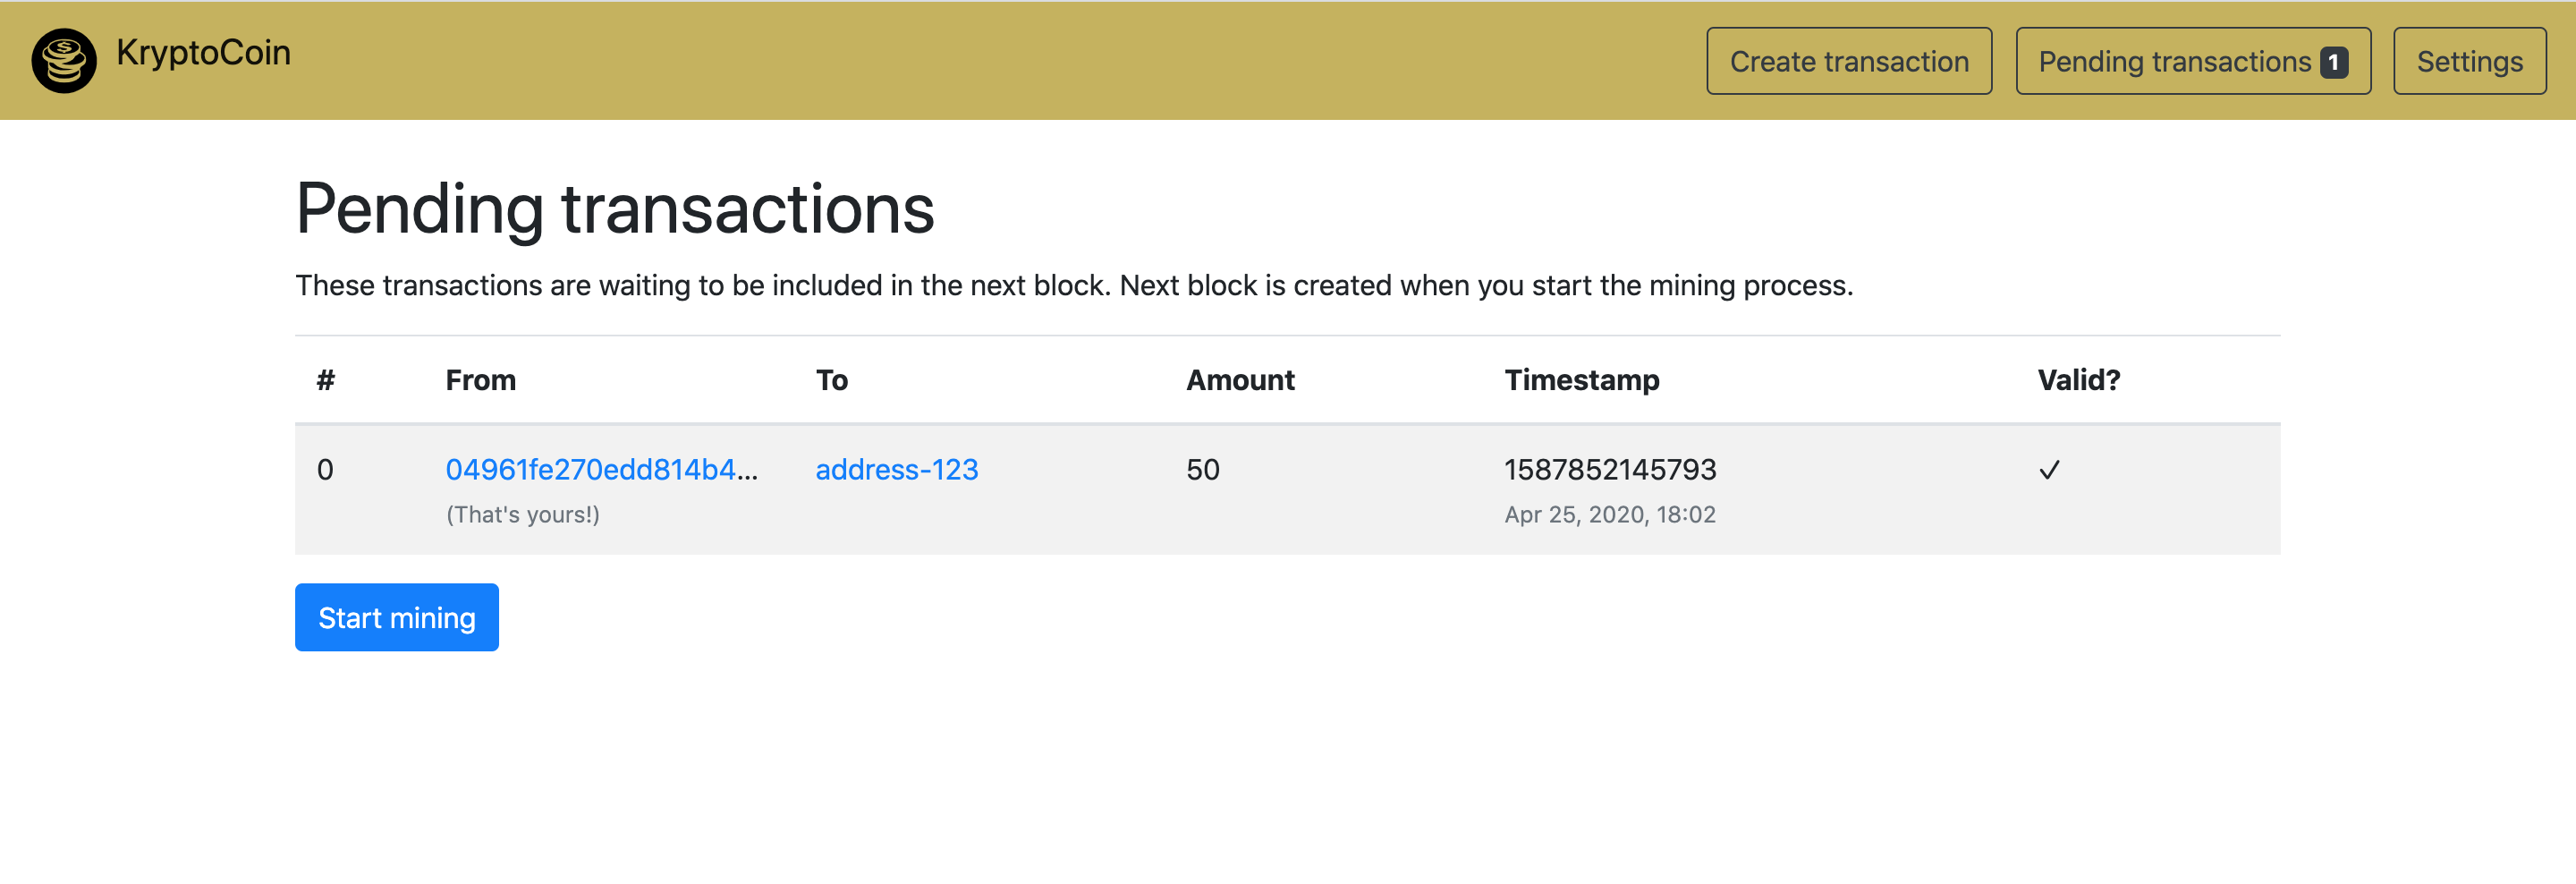 KryptoCoin
Create transaction
Pending transactions 1
Settings
Pending transactions
These transactions are waiting to be included in the next block. Next block is created when you start the mining process.
# From To Amount Timestamp Valid?
0 04961fe270edd814b4... address-123 50 1587852145793 ✓
(That's yours!) Apr 25, 2020, 18:02
Start mining